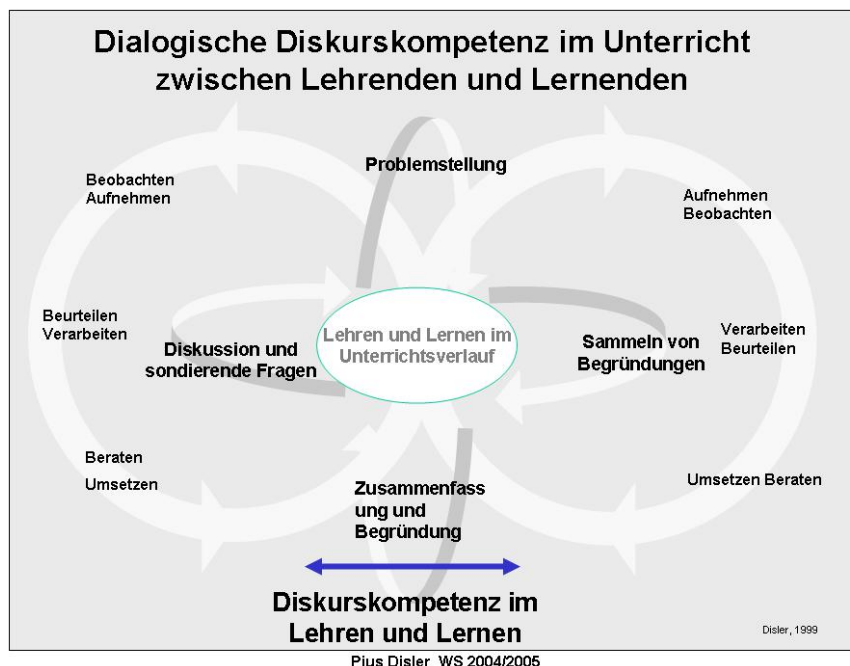 Dialogische Diskurskompetenz im Unterricht
zwischen Lehrenden und Lernenden
Problemstellung
Beobachten
Aufnehmen
Aufnehmen
Beobachten
Beurteilen
Verarbeiten
Diskussion und
sondierende Fragen
Lehren und Lernen im
Unterrichtsverlauf
Sammeln von
Begründungen
Verarbeiten
Beurteilen
Beraten
Umsetzen
Zusammenfass
ung und
Begründung
Umsetzen Beraten
Diskurskompetenz im
Lehren und Lernen
Disler, 1999
Pius Disler WS 2004/2005